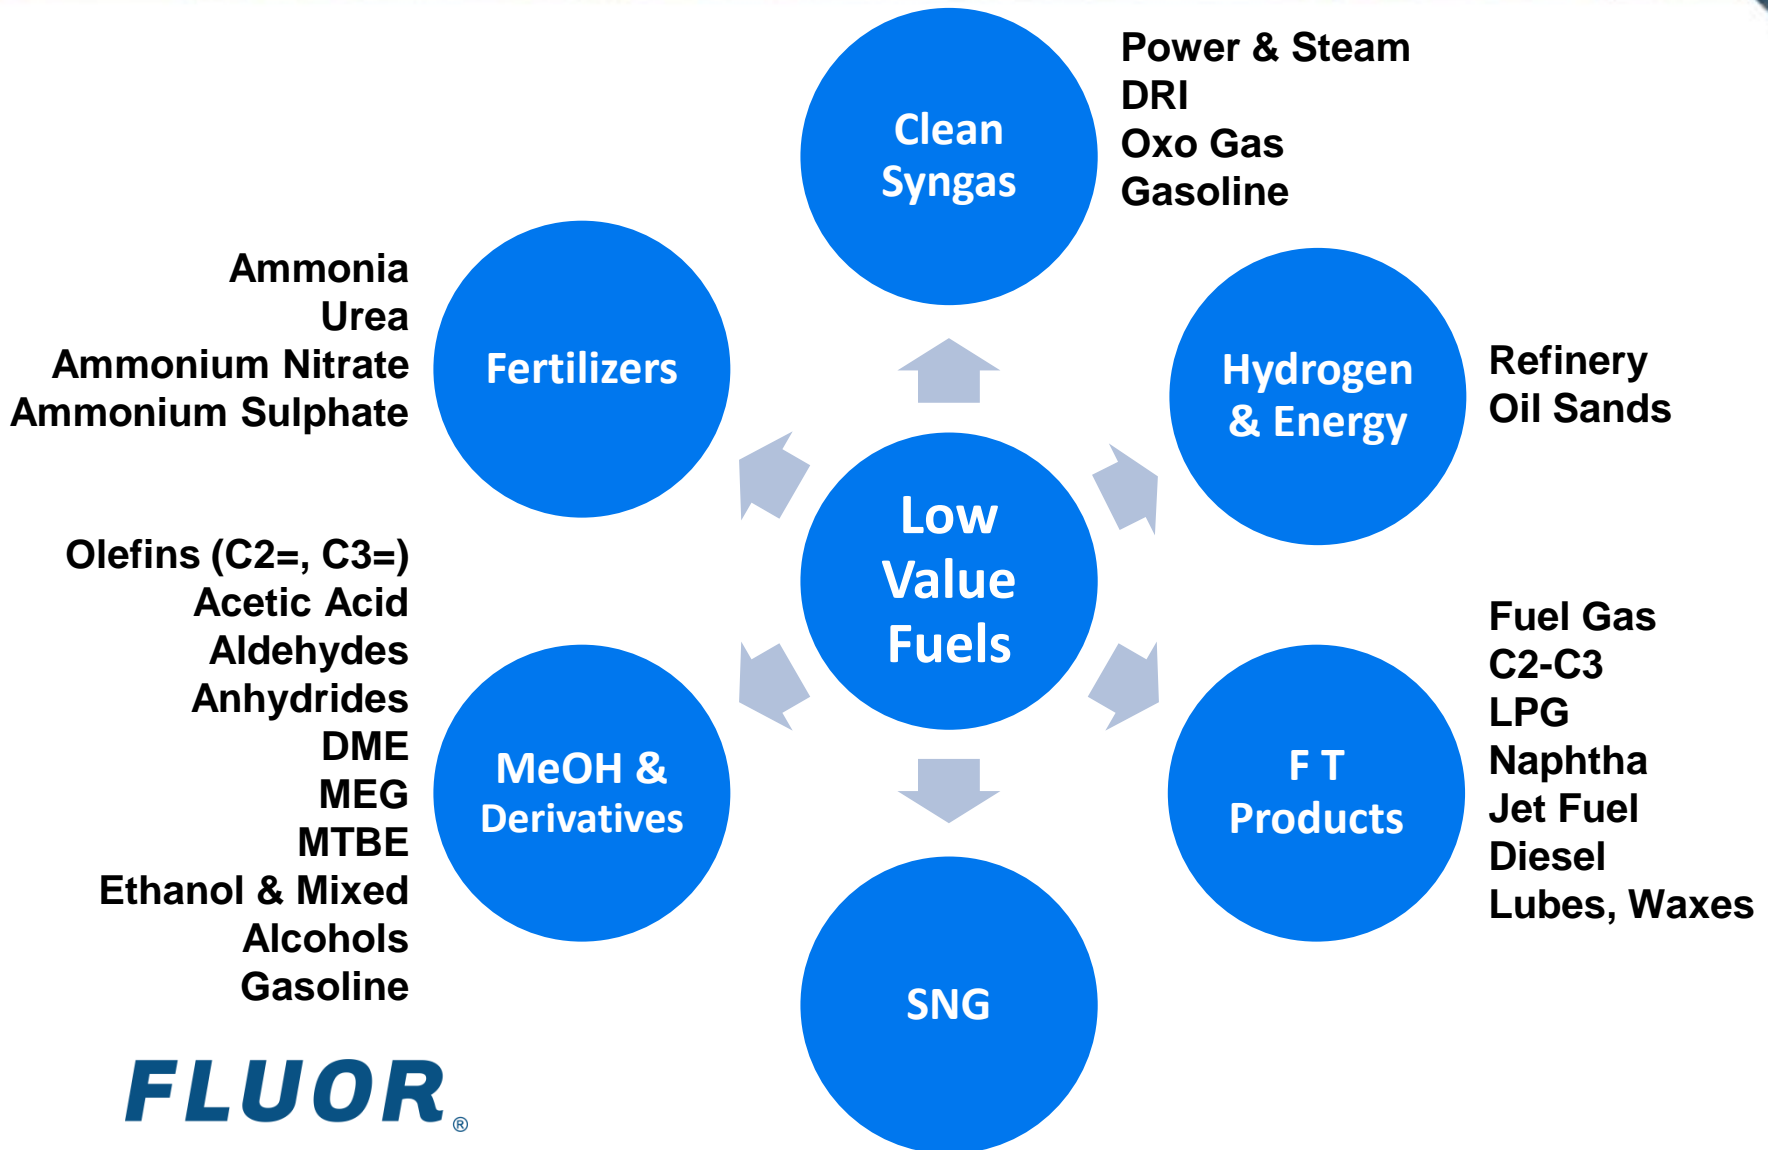 Clean
Syngas
Power & Steam
DRI
Oxo Gas
Gasoline
Ammonia
Urea
Ammonium Nitrate
Ammonium Sulphate
Fertilizers
Hydrogen
& Energy
Refinery
Oil Sands
Low
Value
Fuels
Olefins (C2=, C3=)
Acetic Acid
Aldehydes
Anhydrides
DME
MEG
MTBE
Ethanol & Mixed
Alcohols
Gasoline
MeOH &
Derivatives
F T
Products
Fuel Gas
C2-C3
LPG
Naphtha
Jet Fuel
Diesel
Lubes, Waxes
SNG
FLUOR®